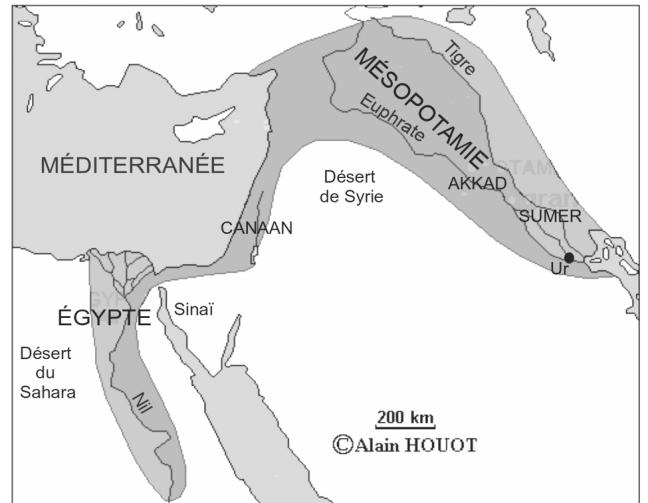 Tigre
MÉSOPOTAMIE
Euphrate
MÉDITERRANÉE
Désert
de Syrie
AKKAD
SUMER
CANAAN
Ur
ÉGYPTE
Sinaï
Désert
du
Sahara
Nil
200 km
©Alain HOUOT